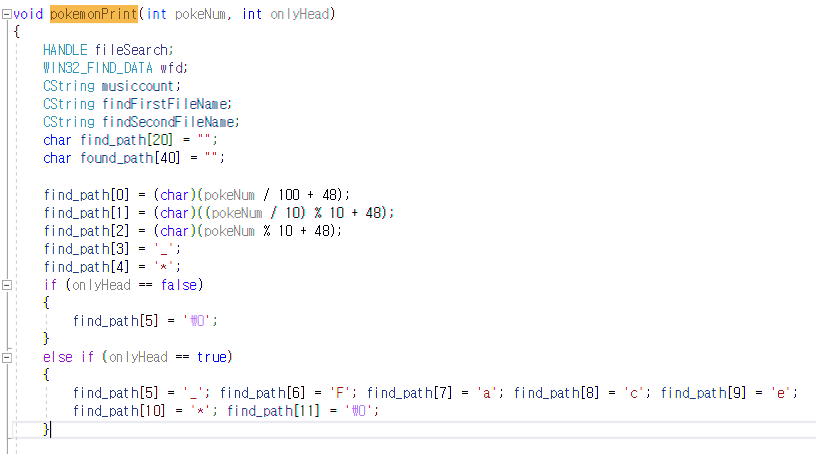 void pokemonPrint(int pokeNum, int onlyHead)
{
HANDLE fileSearch;
WIN32_FIND_DATA wfd;
CString musiccount;
CString findFirstFileName;
CString findSecondFileName;
char find_path[20] = "";
char found_path[40] = "";
find_path[0] = (char)(pokeNum / 100 + 48);
find_path[1] = (char)((pokeNum / 10) % 10 + 48);
find_path[2] = (char)(pokeNum % 10 + 48);
find_path[3] = '_';
find_path[4] = '*';
if (onlyHead == false)
{
find_path[5] = '₩0';
}
else if (onlyHead == true)
{
find_path[5] = '_'; find_path[6] = 'F'; find_path[7] = 'a'; find_path[8] = 'c'; find_path[9] = 'e';
find_path[10] = '*'; find_path[11] = '₩0';
}